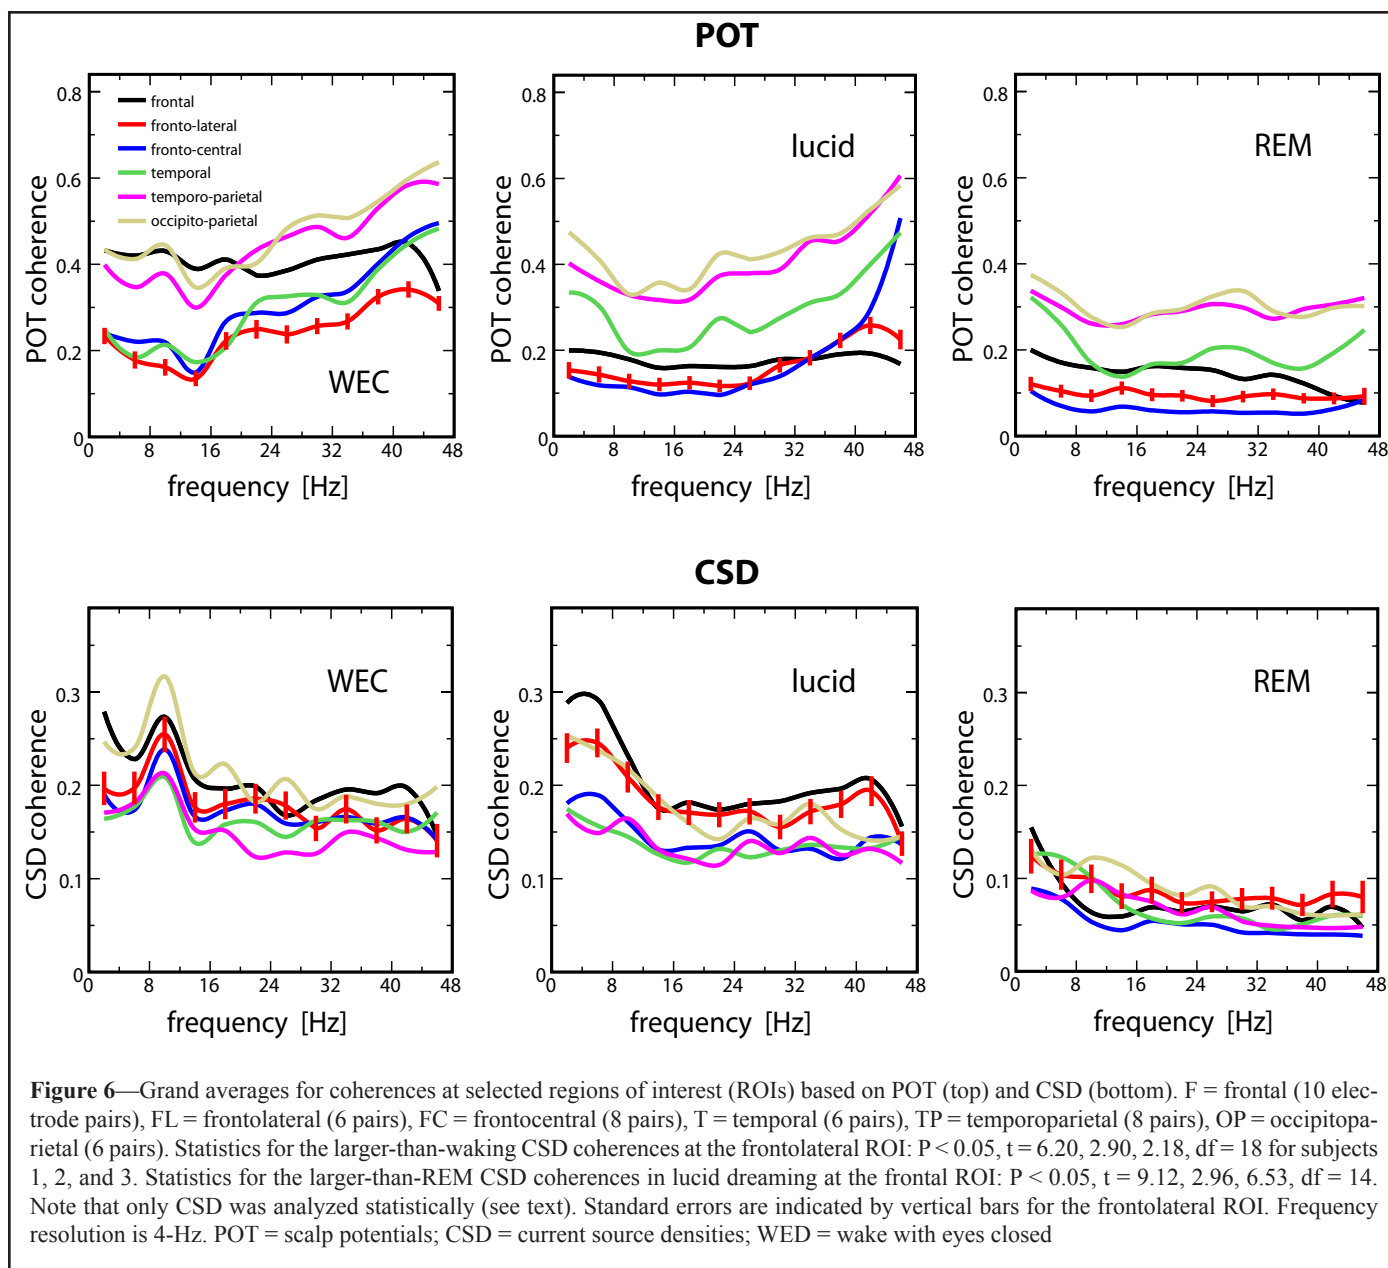 POT
0.8
0.6
0.4
0.2
0
POT coherence
frontal
fronto-lateral
fronto-central
temporal
temporo-parietal
occipito-parietal
WEC
0 8 16 24 32 40 48
frequency [Hz]
0.8
0.6
0.4
0.2
0
POT coherence
lucid
0 8 16 24 32 40 48
frequency [Hz]
0.8
0.6
0.4
0.2
0
POT coherence
REM
0 8 16 24 32 40 48
frequency [Hz]
CSD
0.3
0.2
0.1
0
CSD coherence
WEC
0 8 16 24 32 40 48
frequency [Hz]
0.3
0.2
0.1
0
CSD coherence
lucid
0 8 16 24 32 40 48
frequency [Hz]
0.3
0.2
0.1
0
CSD coherence
REM
0 8 16 24 32 40 48
frequency [Hz]
Figure 6—Grand averages for coherences at selected regions of interest (ROIs) based on POT (top) and CSD (bottom). F = frontal (10 elec-
trode pairs), FL = frontolateral (6 pairs), FC = frontocentral (8 pairs), T = temporal (6 pairs), TP = temporoparietal (8 pairs), OP = occipitopa-
rietal (6 pairs). Statistics for the larger-than-waking CSD coherences at the frontolateral ROI: P < 0.05, t = 6.20, 2.90, 2.18, df = 18 for subjects
1, 2, and 3. Statistics for the larger-than-REM CSD coherences in lucid dreaming at the frontal ROI: P < 0.05, t = 9.12, 2.96, 6.53, df = 14.
Note that only CSD was analyzed statistically (see text). Standard errors are indicated by vertical bars for the frontolateral ROI. Frequency
resolution is 4-Hz. POT = scalp potentials; CSD = current source densities; WED = wake with eyes closed